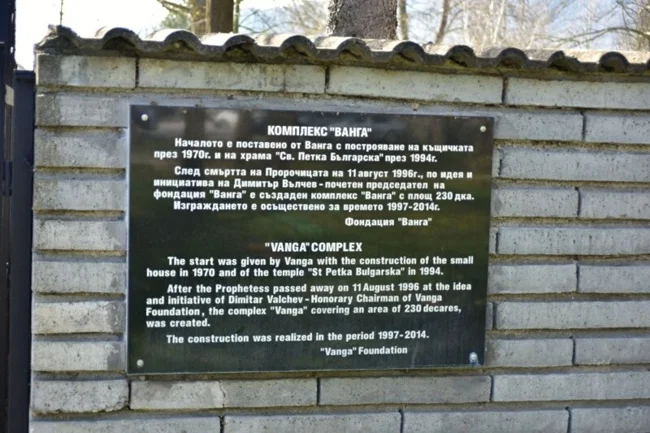 КОМПЛЕКС "ВАНГА"
Началото е поставено от Ванга с построяване на къщичката
през 1970г. и на храма "Св. Петка Българска" през 1994г.
След смъртта на Пророчицата на 11 август 1996г., по идея и
инициатива на Димитър Вълчев - почетен председател на
фондация "Ванга" е създаден комплекс "Ванга" с площ 230 дка.
Изграждането е осъществено за времето 1997-2014г.
Фондация "Ванга"
"VANGA" COMPLEX
The start was given by Vanga with the construction of the small
house in 1970 and of the temple "St Petka Bulgarska" in 1994.
After the Prophetess passed away on 11 August 1996 at the idea
and initiative of Dimitar Valchev - Honorary Chairman of Vanga
Foundation, the complex "Vanga" covering an area of 230 decares,
was created.
The construction was realized in the period 1997-2014.
"Vanga" Foundation